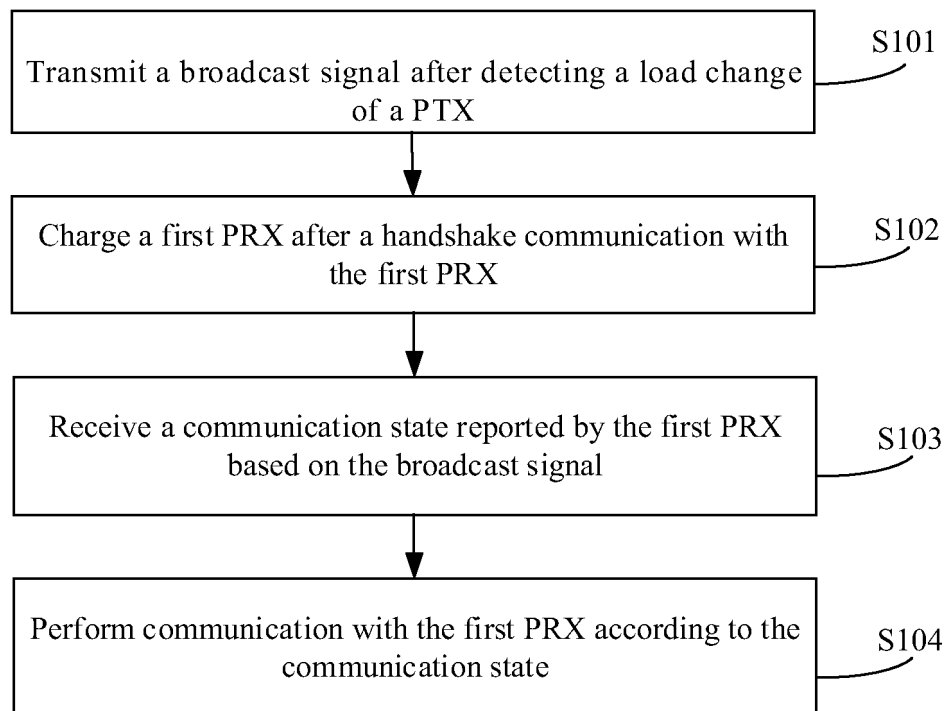 S101
Transmit a broadcast signal after detecting a load change
of a PTX
S102
Charge a first PRX after a handshake communication with
the first PRX
S103
Receive a communication state reported by the first PRX
based on the broadcast signal
S104
Perform communication with the first PRX according to the
communication state